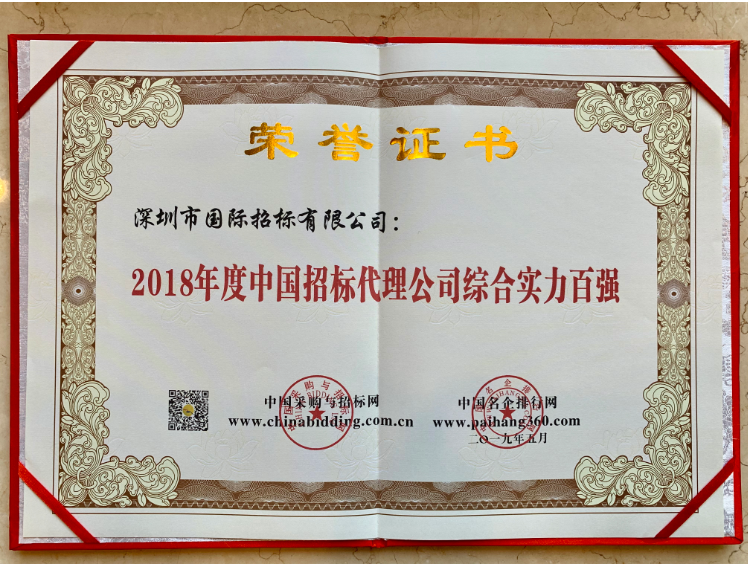 荣誉证书
深圳市国际招标有限公司：
2018年度中国招标代理公司综合实力百强
中国采购与招标网
www.chinabidding.com.cn
中国名企排行网
www.paihang360.com
二〇一九年五月